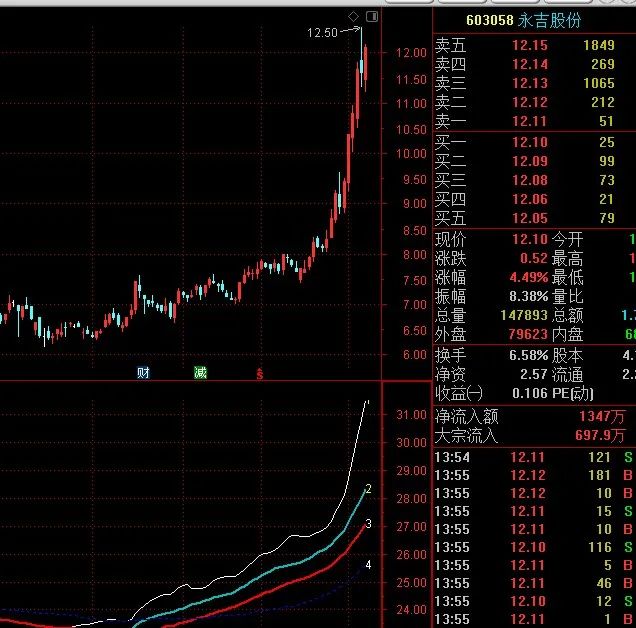 603058 永吉股份
12.50
卖五 12.15 1849
卖四 12.14 269
卖三 12.13 1065
卖二 12.12 212
卖一 12.11 51
买一 12.10 25
买二 12.09 99
买三 12.08 73
买四 12.06 21
买五 12.05 79
现价 12.10 今开 1
涨跌 0.52 最高 1
涨幅 4.49% 最低 1
振幅 8.38% 量比
总量 147893 总额 1.7
外盘 79623 内盘 68
换手 6.58% 股本 4.1
净资 2.57 流通 2.
收益㈠ 0.106 PE(动)
净流入额 1347万
大宗流入 697.9万
13:54 12.11 121 S
13:55 12.12 181 B
13:55 12.12 10 B
13:55 12.11 15 S
13:55 12.11 10 B
13:55 12.10 116 S
13:55 12.11 5 B
13:55 12.11 46 B
13:55 12.10 12 S
13:55 12.11 1 B
12.00
11.50
11.00
10.50
10.00
9.50
9.00
8.50
8.00
7.50
7.00
6.50
6.00
财 减 $
31.00
30.00
29.00
28.00
27.00
26.00
25.00
24.00
1
2
3
4